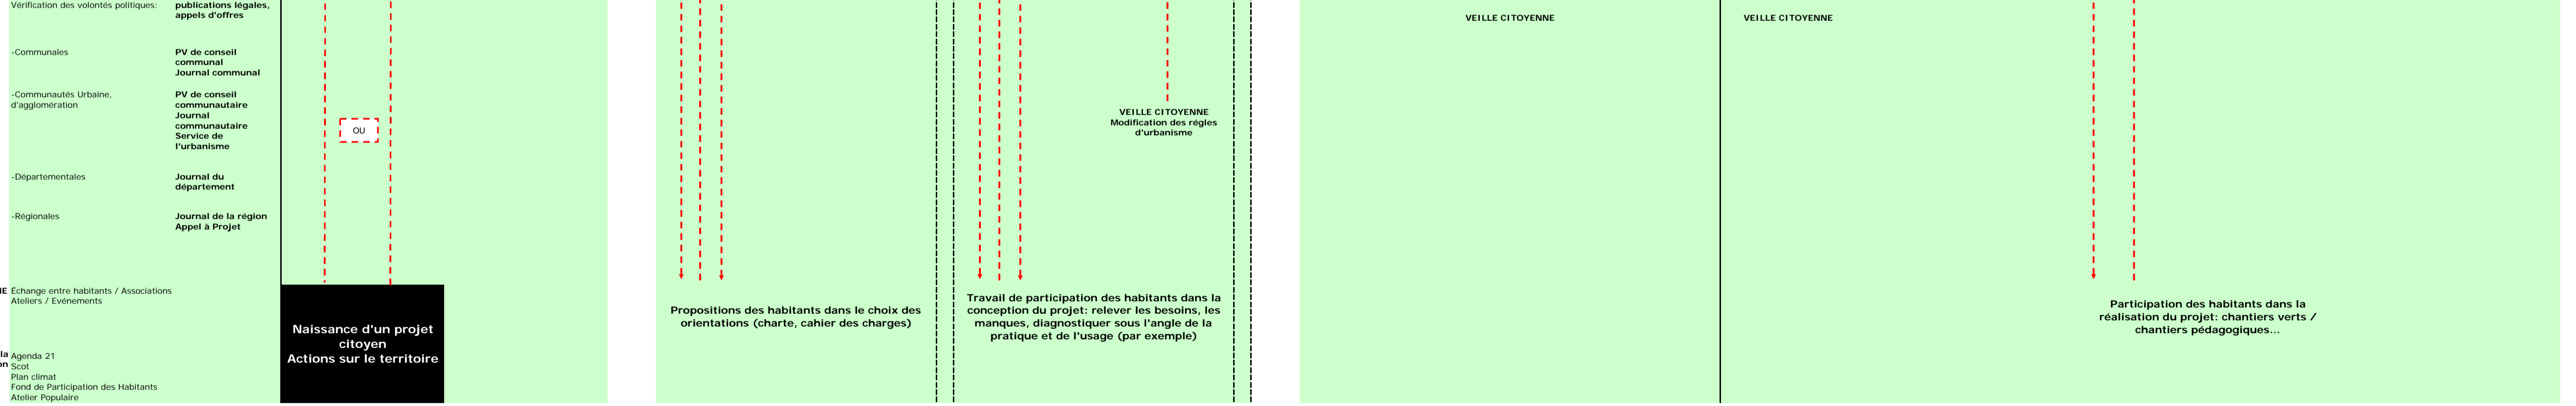 Vérification des volontés politiques:
publications légales,
appels d'offres
-Communales
PV de conseil
communal
Journal communal
-Communautés Urbaine,
d'agglomération
PV de conseil
communautaire
Journal
communautaire
Service de
l'urbanisme
-Départementales
Journal du
département
-Régionales
Journal de la région
Appel à Projet
IE
Échange entre habitants / Associations
Ateliers / Evénements
la
on
Agenda 21
Scot
Plan climat
Fond de Participation des Habitants
Atelier Populaire
OU
Naissance d'un projet
citoyen
Actions sur le territoire
Propositions des habitants dans le choix des
orientations (charte, cahier des charges)
VEILLE CITOYENNE
Modification des régles
d'urbanisme
Travail de participation des habitants dans la
conception du projet: relever les besoins, les
manques, diagnostiquer sous l'angle de la
pratique et de l'usage (par exemple)
VEILLE CITOYENNE
VEILLE CITOYENNE
Participation des habitants dans la
réalisation du projet: chantiers verts /
chantiers pédagogiques...